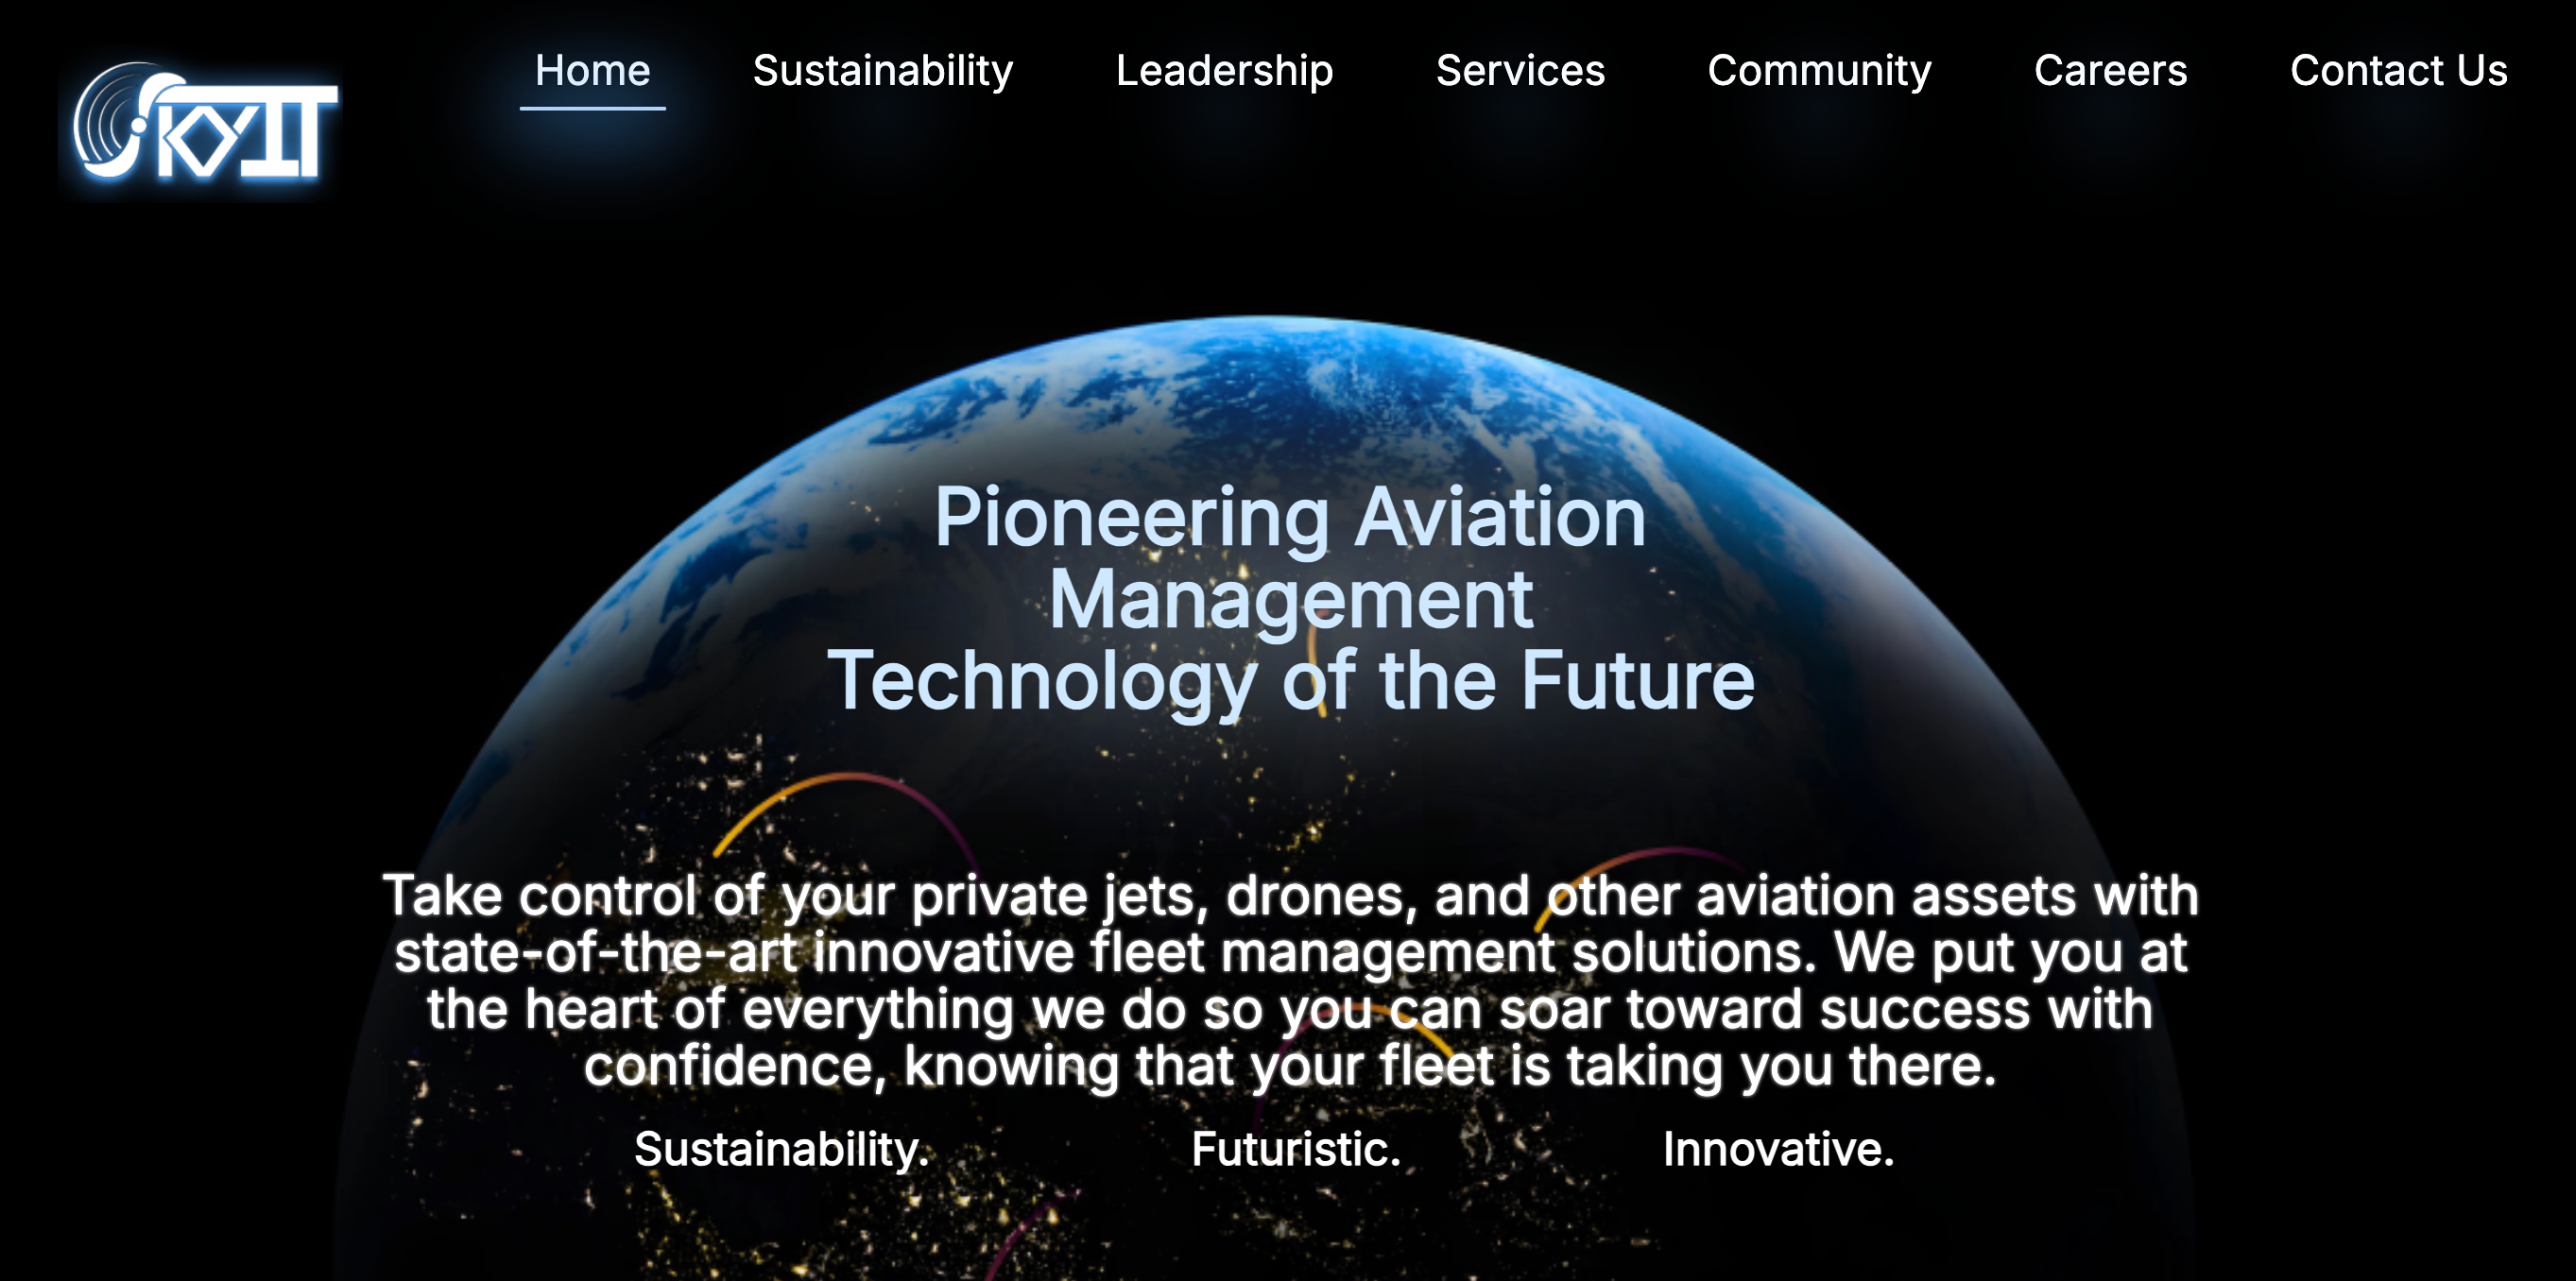 SKYIT
Home
Sustainability
Leadership
Services
Community
Careers
Contact Us
Pioneering Aviation
Management
Technology of the Future
Take control of your private jets, drones, and other aviation assets with
state-of-the-art innovative fleet management solutions. We put you at
the heart of everything we do so you can soar toward success with
confidence, knowing that your fleet is taking you there.
Sustainability.
Futuristic.
Innovative.